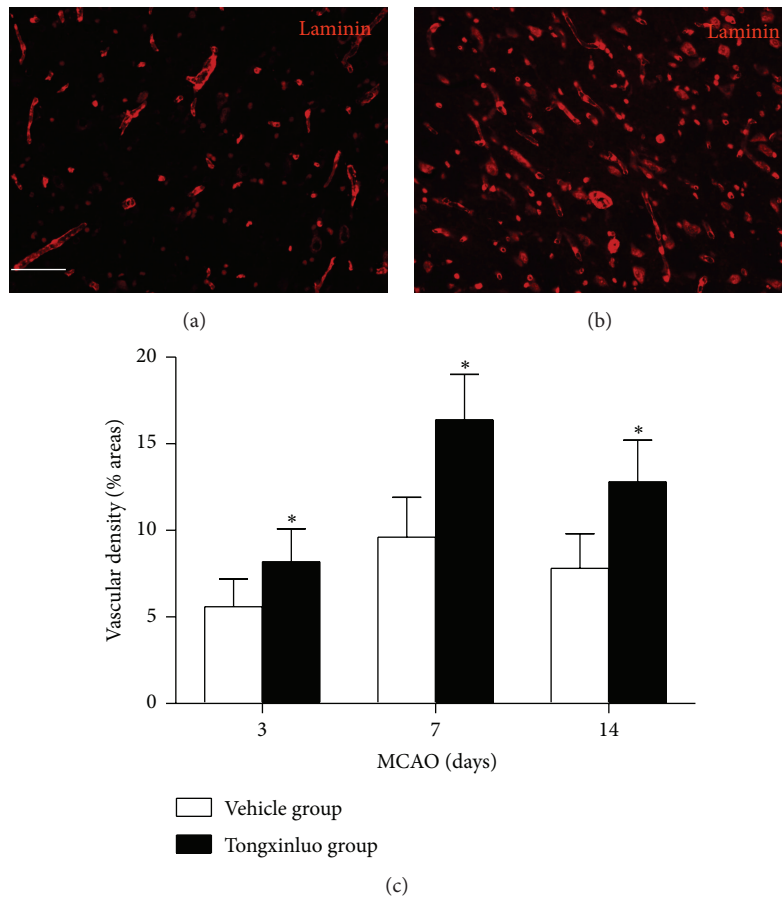 Laminin
Laminin
(a)
(b)
20
15
10
5
0
Vascular density (% areas)
*
*
*
3
7
14
MCAO (days)
Vehicle group
Tongxinluo group
(c)